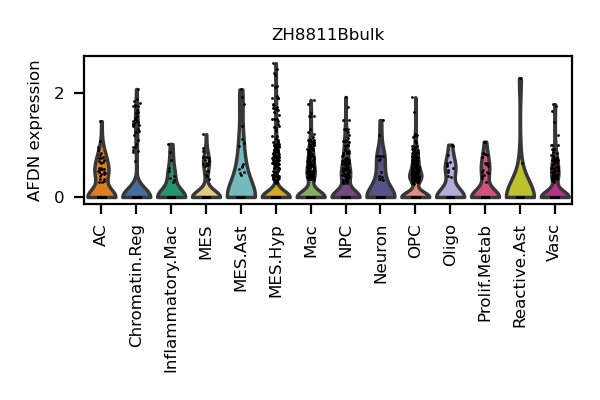 ZH8811Bbulk
AFDN expression
2
0
AC
Chromatin.Reg
Inflammatory.Mac
MES
MES.Ast
MES.Hyp
Mac
NPC
Neuron
OPC
Oligo
Prolif.Metab
Reactive.Ast
Vasc